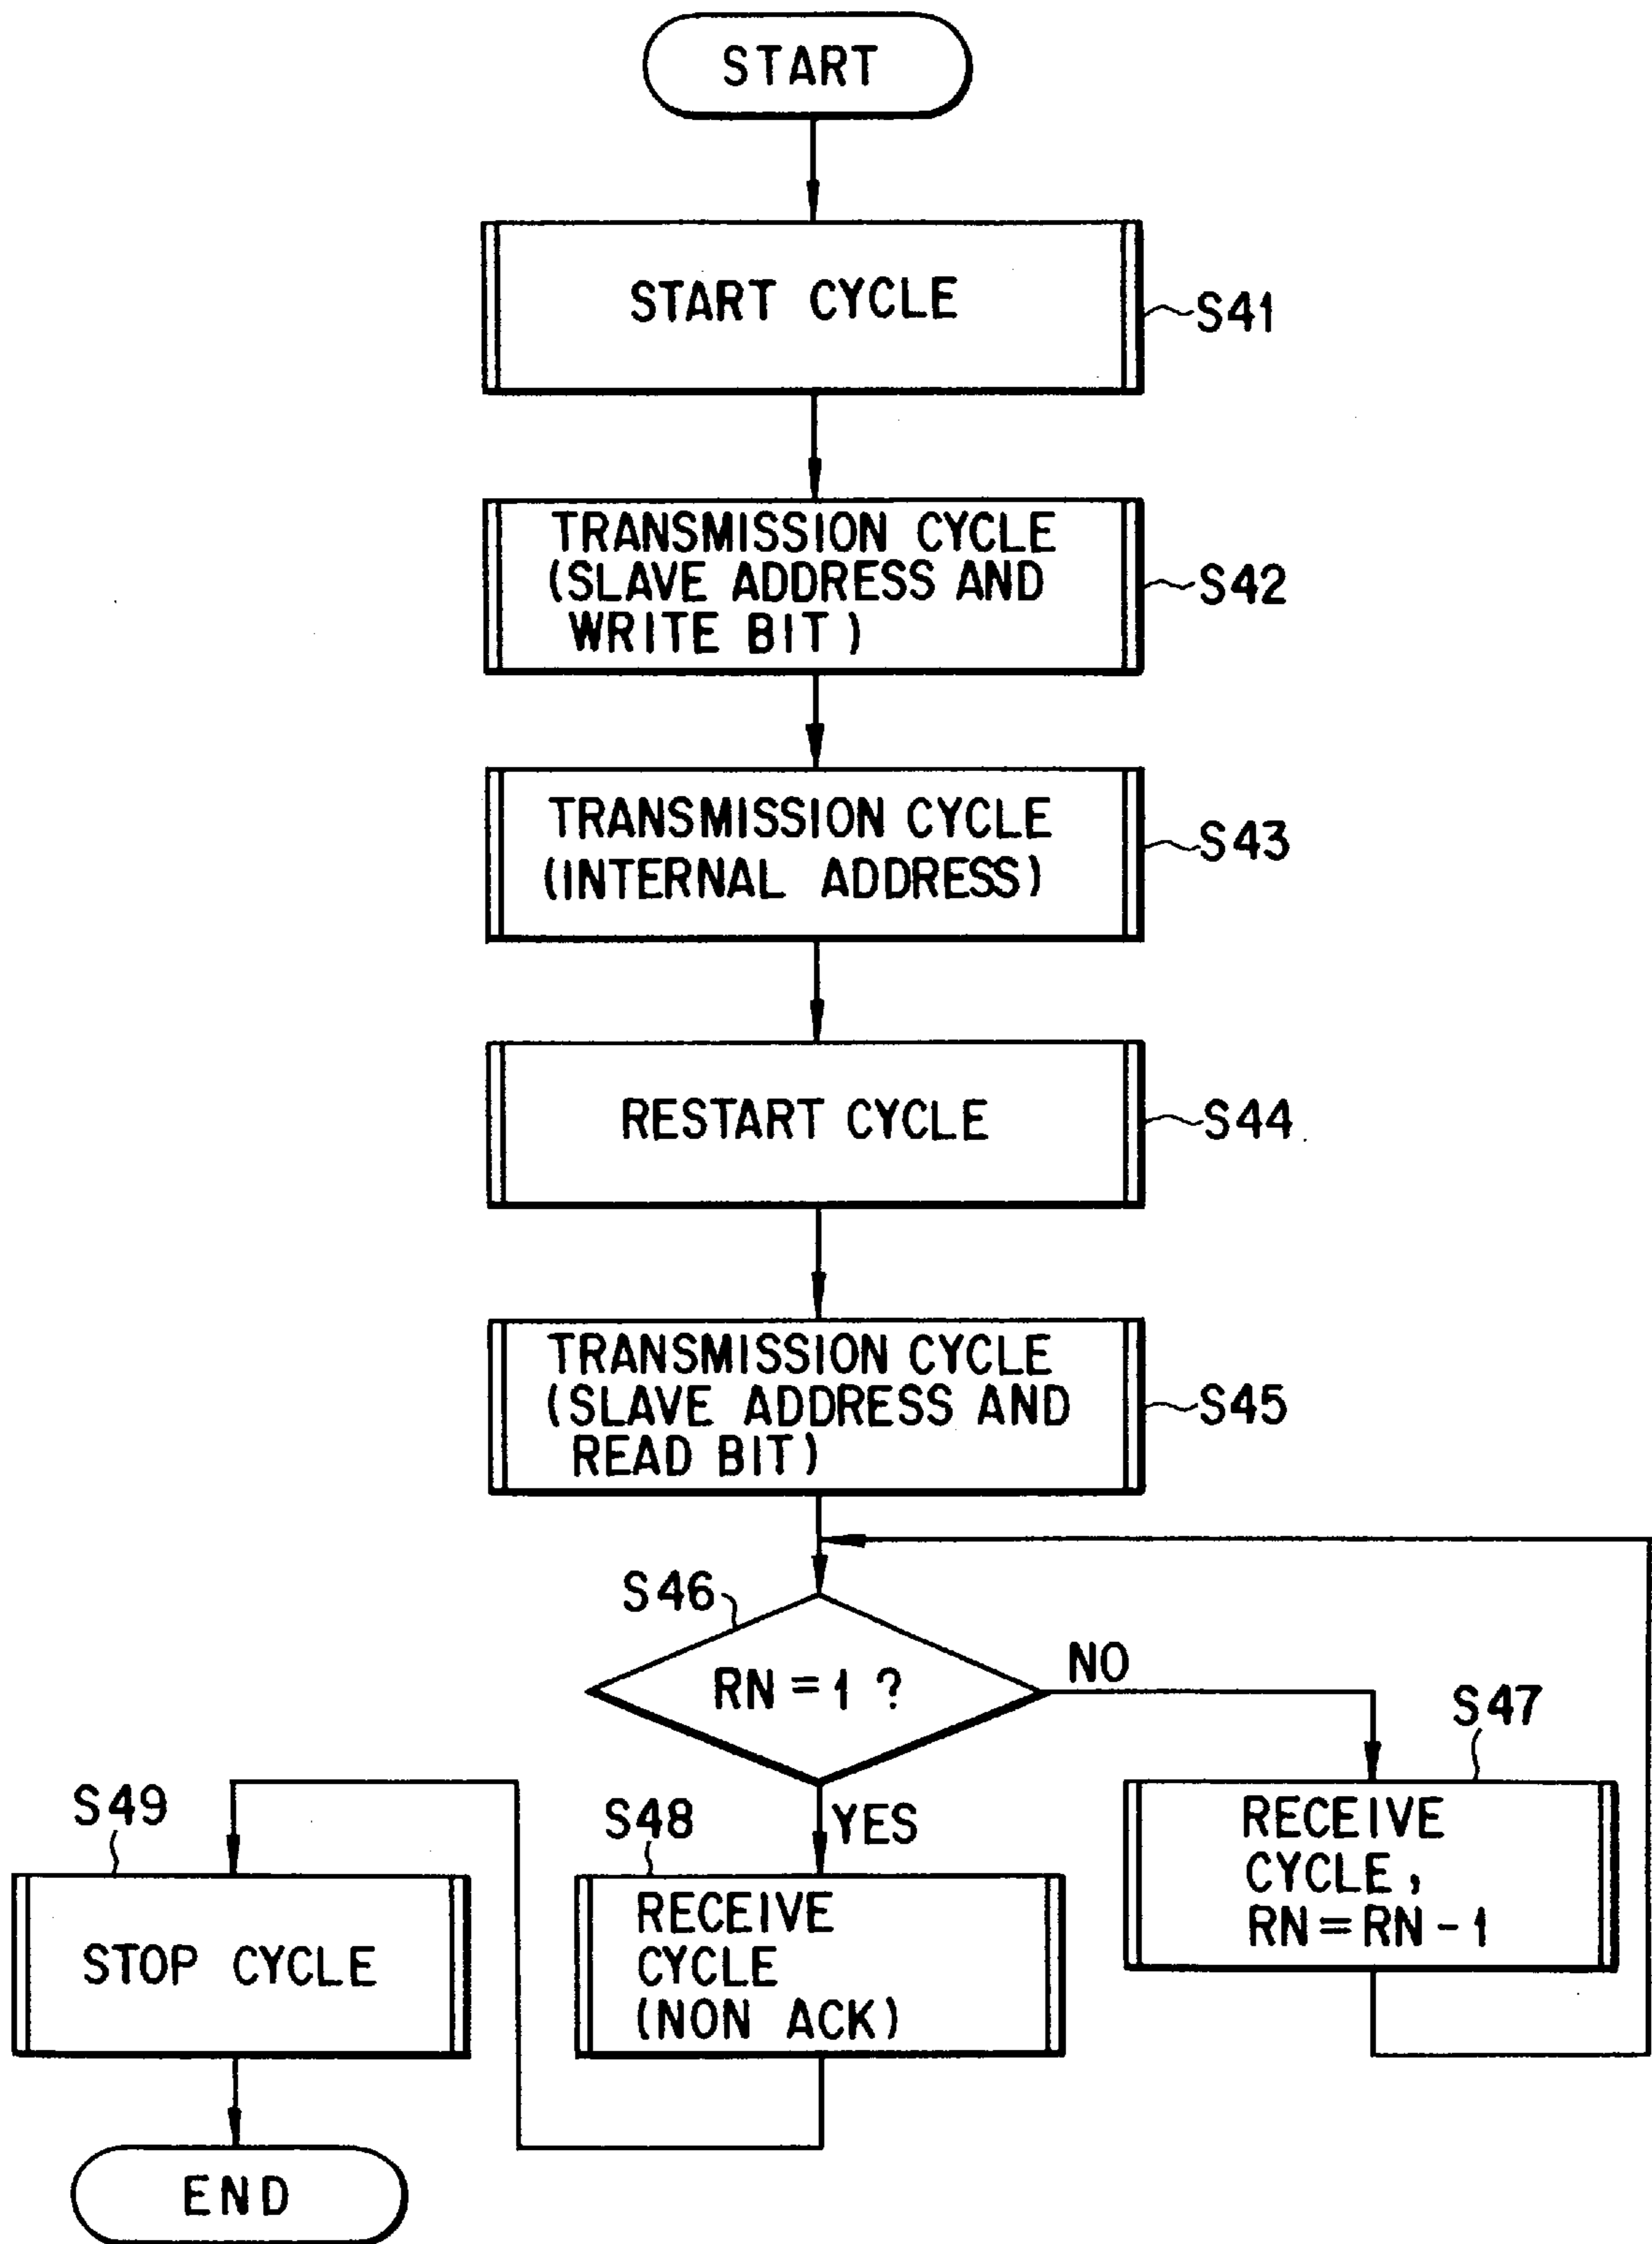 START
START CYCLE
S41
TRANSMISSION CYCLE
(SLAVE ADDRESS AND
WRITE BIT)
S42
TRANSMISSION CYCLE
(INTERNAL ADDRESS)
S43
RESTART CYCLE
S44
TRANSMISSION CYCLE
(SLAVE ADDRESS AND
READ BIT)
S45
S46
RN = 1 ?
NO
YES
S47
RECEIVE
CYCLE,
RN = RN - 1
S48
RECEIVE
CYCLE
(NON ACK)
S49
STOP CYCLE
END